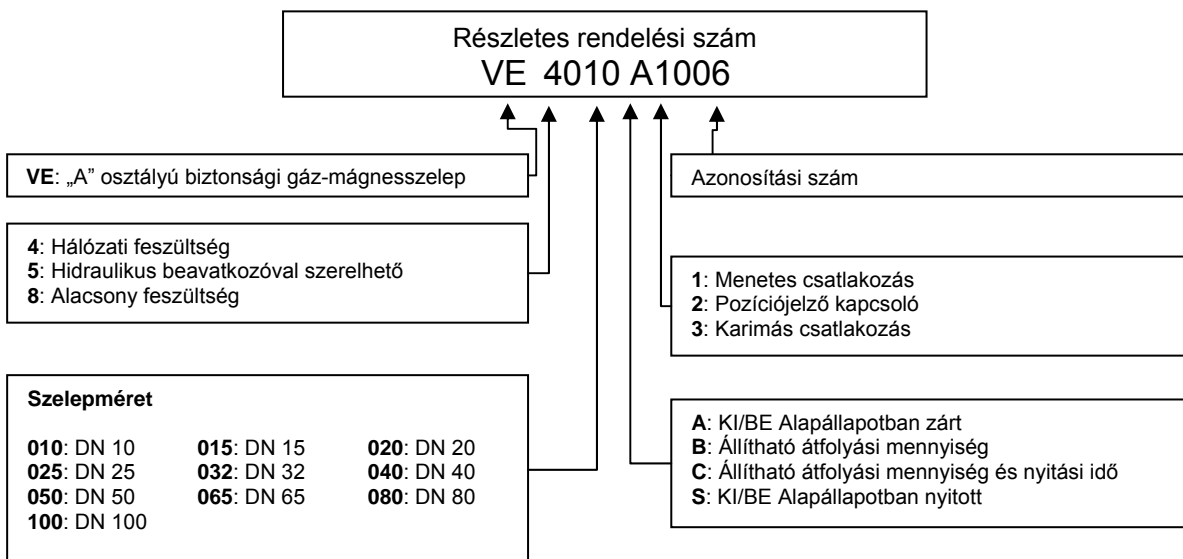 Részletes rendelési szám
VE 4010 A1006
VE: „A” osztályú biztonsági gáz-mágnesszelep
Azonosítási szám
4: Hálózati feszültség
5: Hidraulikus beavatkozóval szerelhető
8: Alacsony feszültség
1: Menetes csatlakozás
2: Pozíciójelző kapcsoló
3: Karimás csatlakozás
Szelepméret
010: DN 10 015: DN 15 020: DN 20
025: DN 25 032: DN 32 040: DN 40
050: DN 50 065: DN 65 080: DN 80
100: DN 100
A: KI/BE Alapállapotban zárt
B: Állítható átfolyási mennyiség
C: Állítható átfolyási mennyiség és nyitási idő
S: KI/BE Alapállapotban nyitott